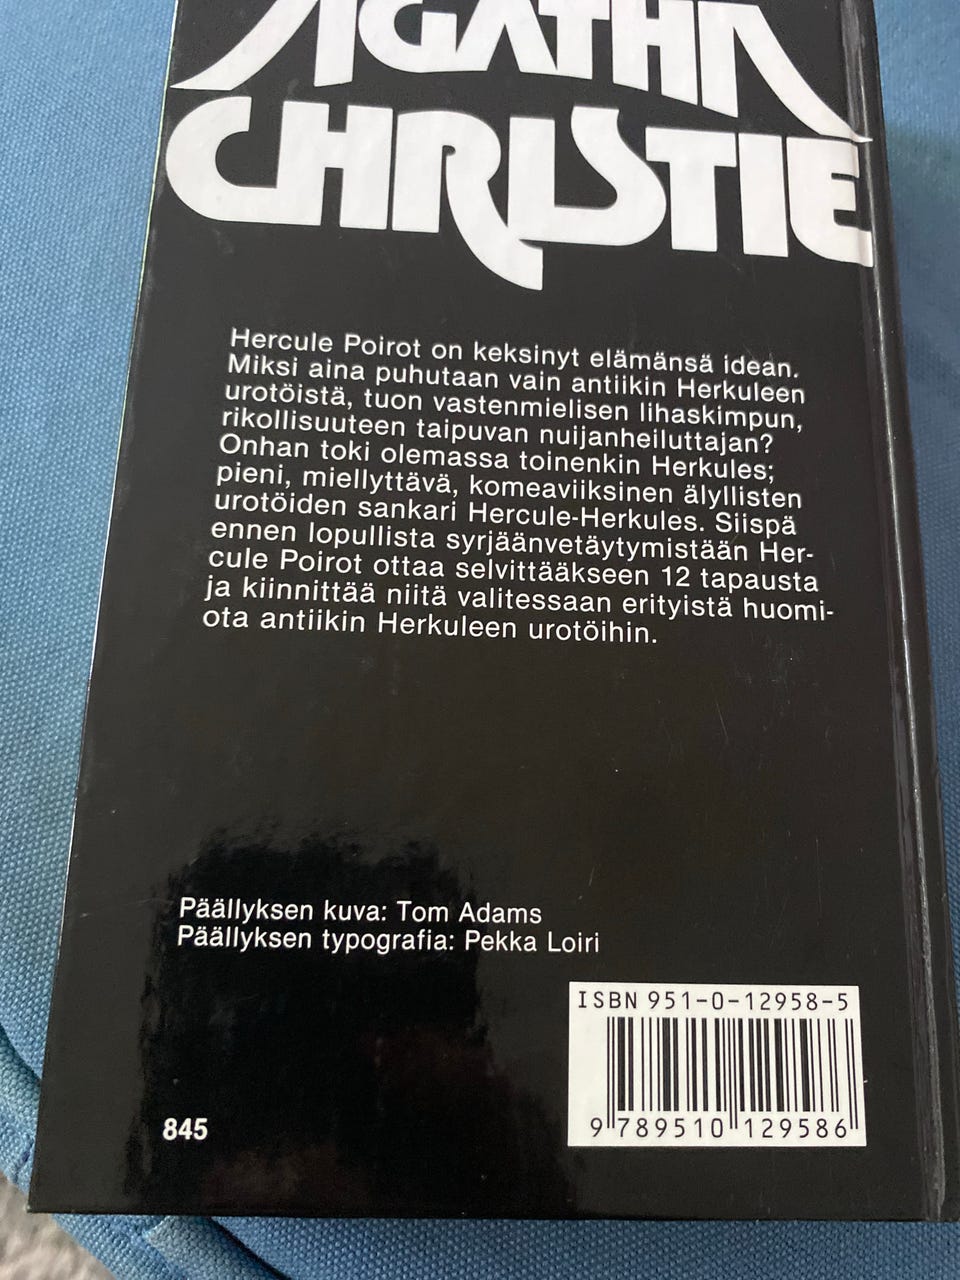 AGATHA
CHRISTIE
Hercule Poirot on keksinyt elämänsä idean.
Miksi aina puhutaan vain antiikin Herkuleen
urotöistä, tuon vastenmielisen lihaskimpun,
rikollisuuteen taipuvan nuijanheiluttajan?
Onhan toki olemassa toinenkin Herkules;
pieni, miellyttävä, komeaviiksinen älyllisten
urotöiden sankari Hercule-Herkules. Siispä
ennen lopullista syrjäänvetäytymistään Her-
cule Poirot ottaa selvittääkseen 12 tapausta
ja kiinnittää niitä valitessaan erityistä huomi-
ota antiikin Herkuleen urotöihin.
Päällyksen kuva: Tom Adams
Päällyksen typografia: Pekka Loiri
ISBN 951-0-12958-5
9 789510 129586
845